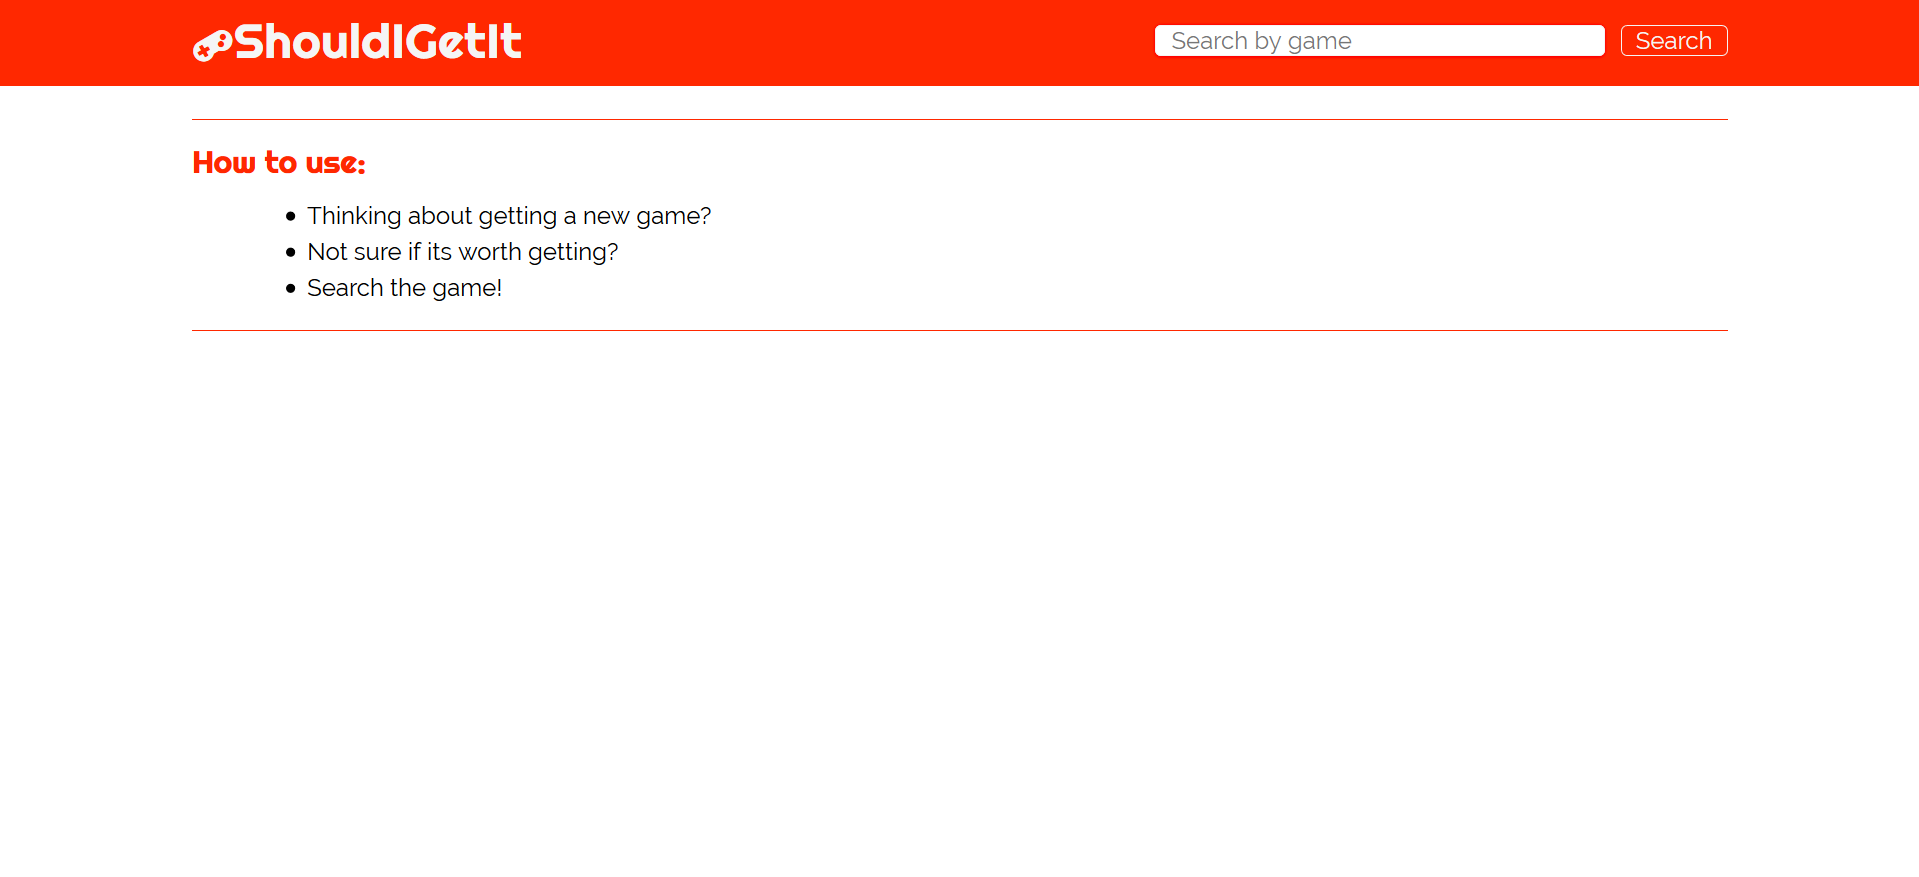 ShouldIGetIt
Search by game
Search
How to use:
Thinking about getting a new game?
Not sure if its worth getting?
Search the game!